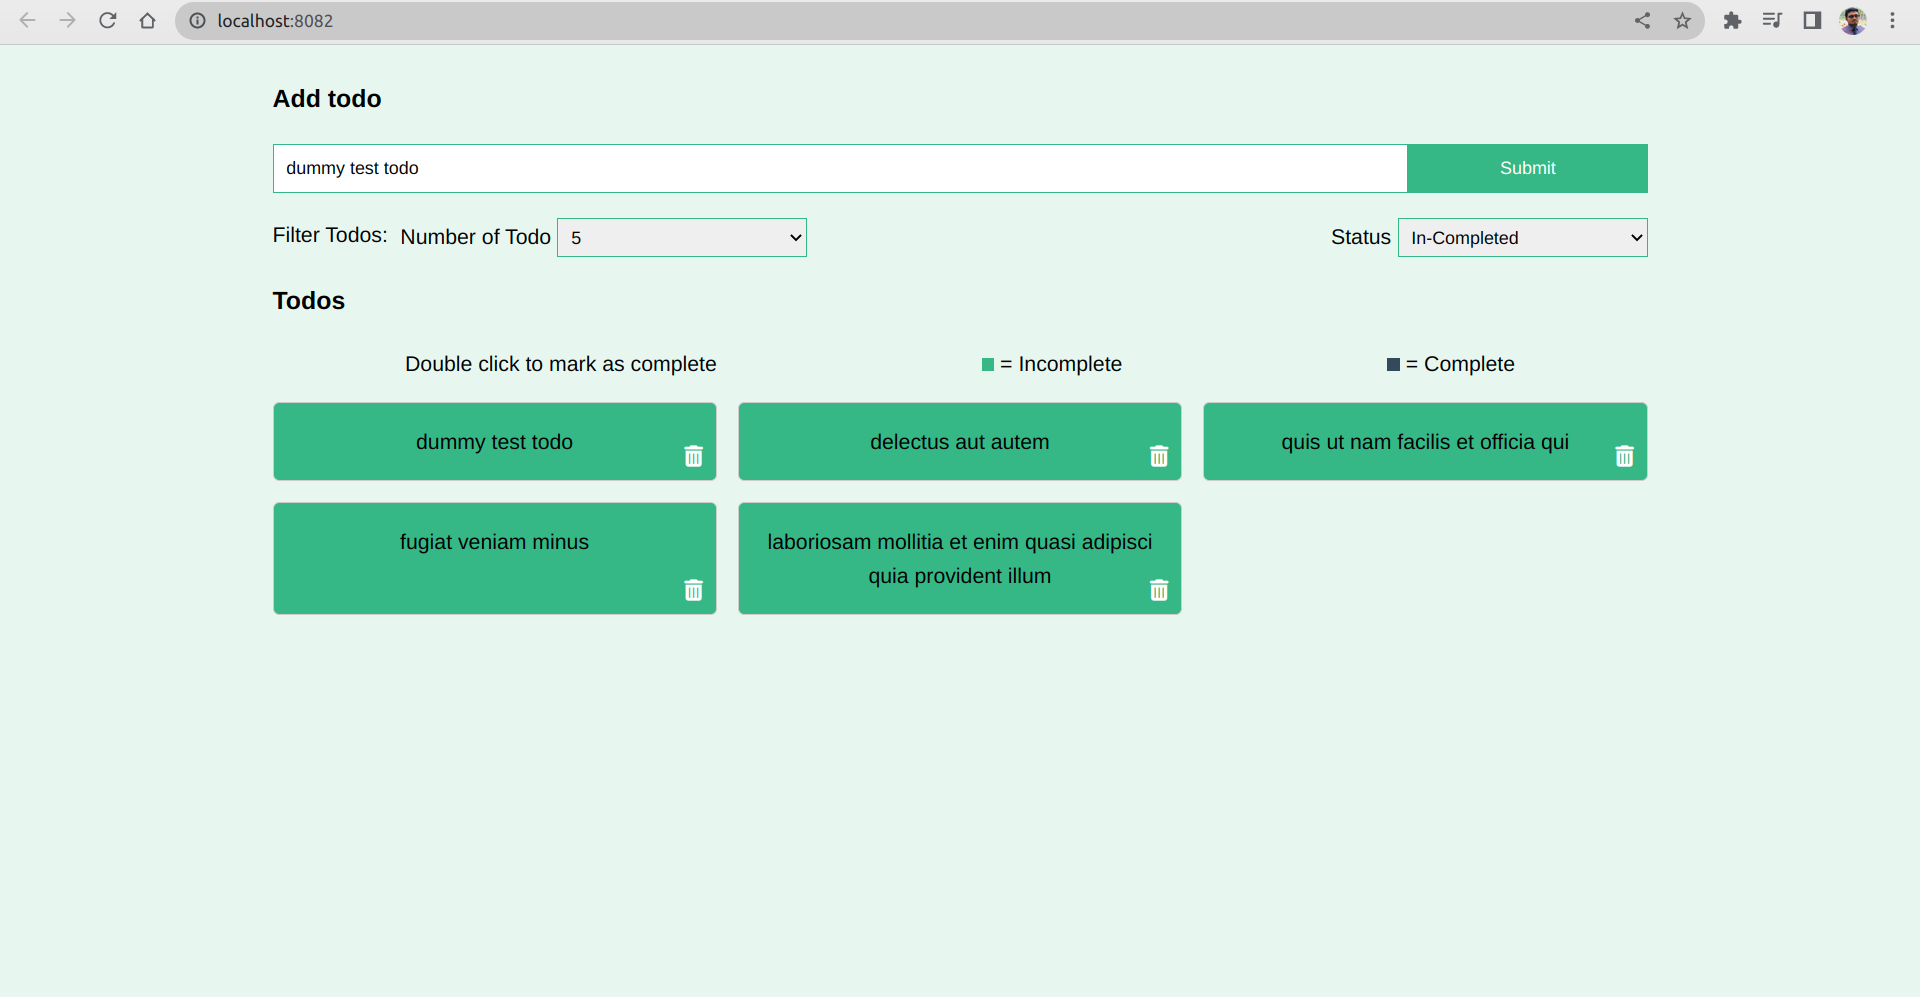 localhost:8082
Add todo
dummy test todo
Submit
Filter Todos: Number of Todo 5 Status In-Completed
Todos
Double click to mark as complete = Incomplete = Complete
dummy test todo
delectus aut autem
quis ut nam facilis et officia qui
fugiat veniam minus
laboriosam mollitia et enim quasi adipisci
quia provident illum